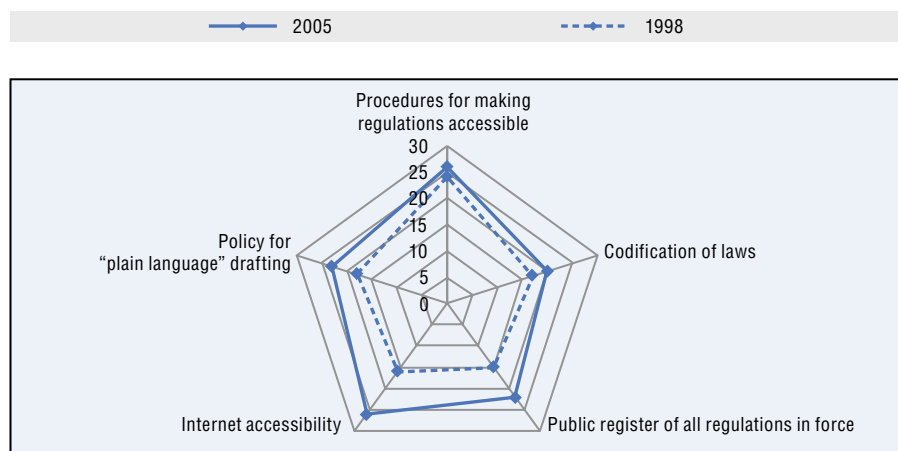 2005
1998
Procedures for making
regulations accessible
30
25
20
15
10
5
0
Policy for
“plain language” drafting
Codification of laws
Internet accessibility
Public register of all regulations in force